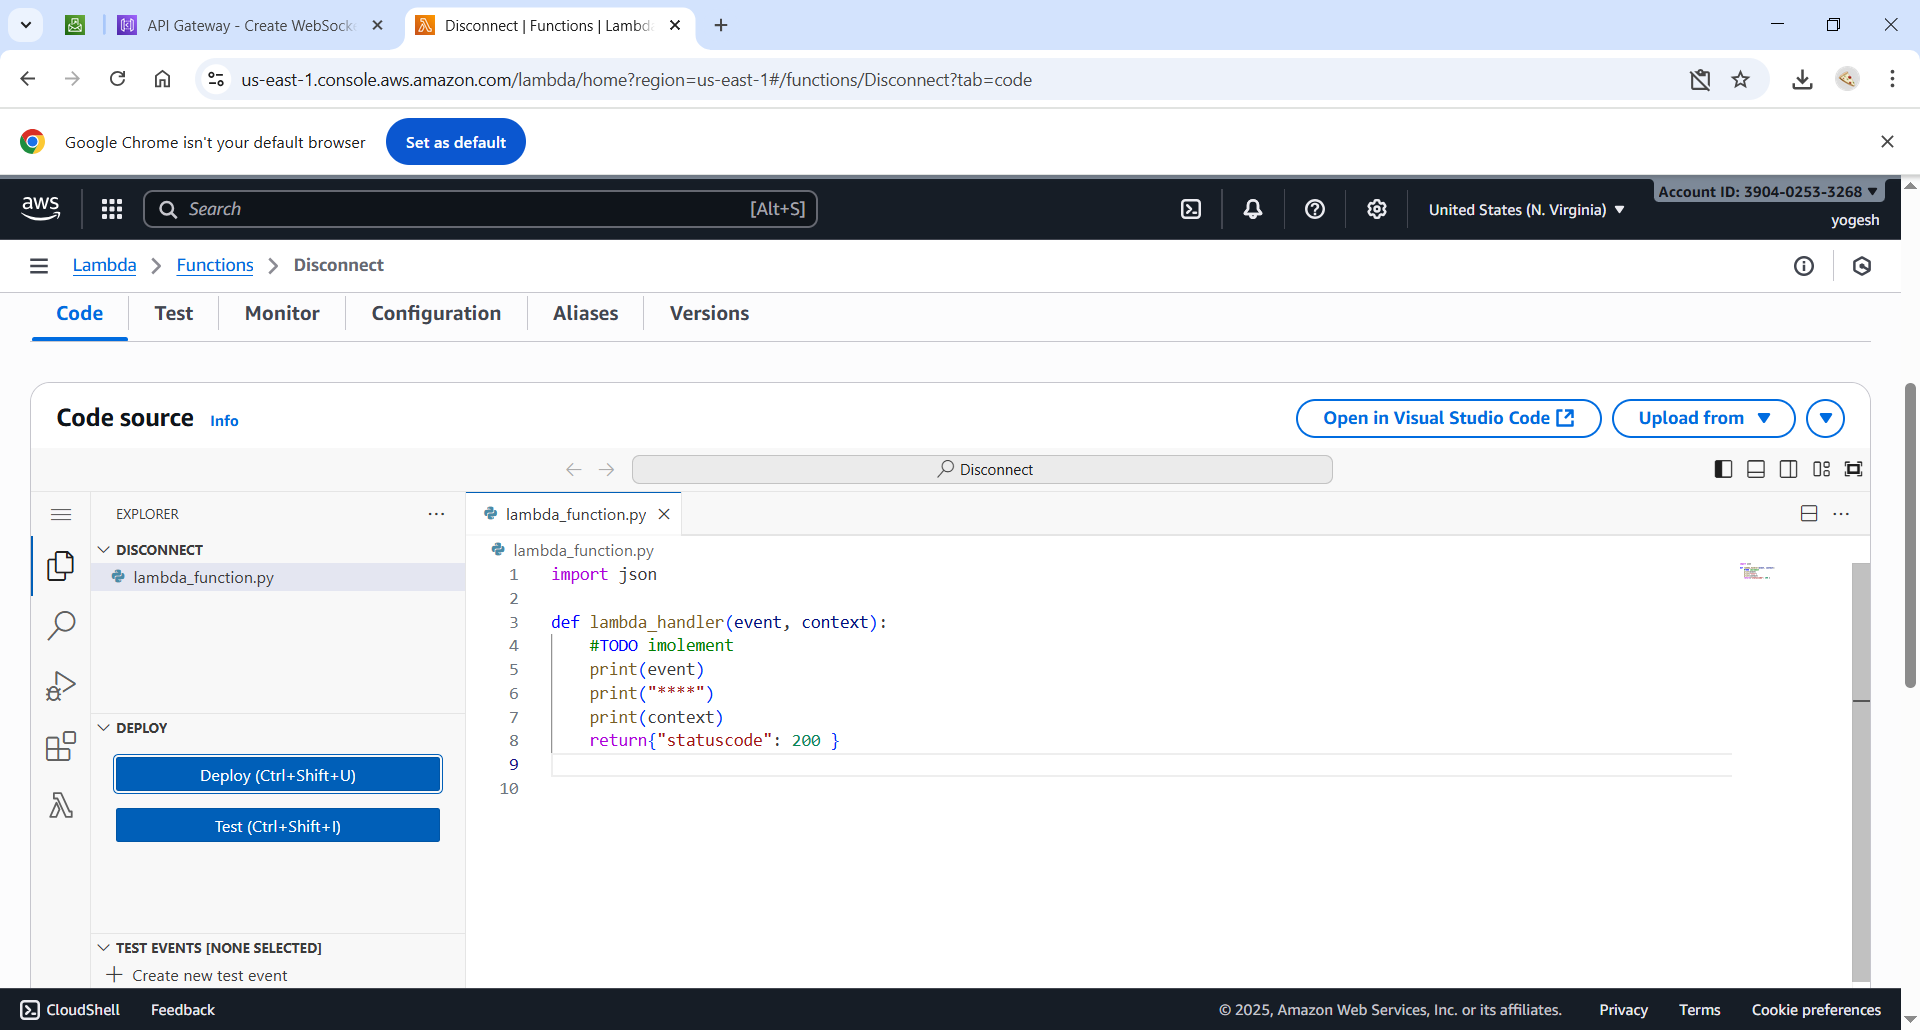 API Gateway - Create WebSocke
Disconnect | Functions | Lambda
us-east-1.console.aws.amazon.com/lambda/home?region=us-east-1#/functions/Disconnect?tab=code
Google Chrome isn't your default browser
Set as default
aws
Search
[Alt+S]
United States (N. Virginia)
Account ID: 3904-0253-3268
yogesh
Lambda
Functions
Disconnect
Code
Test
Monitor
Configuration
Aliases
Versions
Code source Info
Open in Visual Studio Code
Upload from
Disconnect
EXPLORER
DISCONNECT
lambda_function.py
DEPLOY
Deploy (Ctrl+Shift+U)
Test (Ctrl+Shift+I)
TEST EVENTS [NONE SELECTED]
Create new test event
lambda_function.py
lambda_function.py
1 import json
2
3 def lambda_handler(event, context):
4 #TODO imolement
5 print(event)
6 print("****")
7 print(context)
8 return{"statuscode": 200 }
9
10
CloudShell
Feedback
© 2025, Amazon Web Services, Inc. or its affiliates.
Privacy
Terms
Cookie preferences